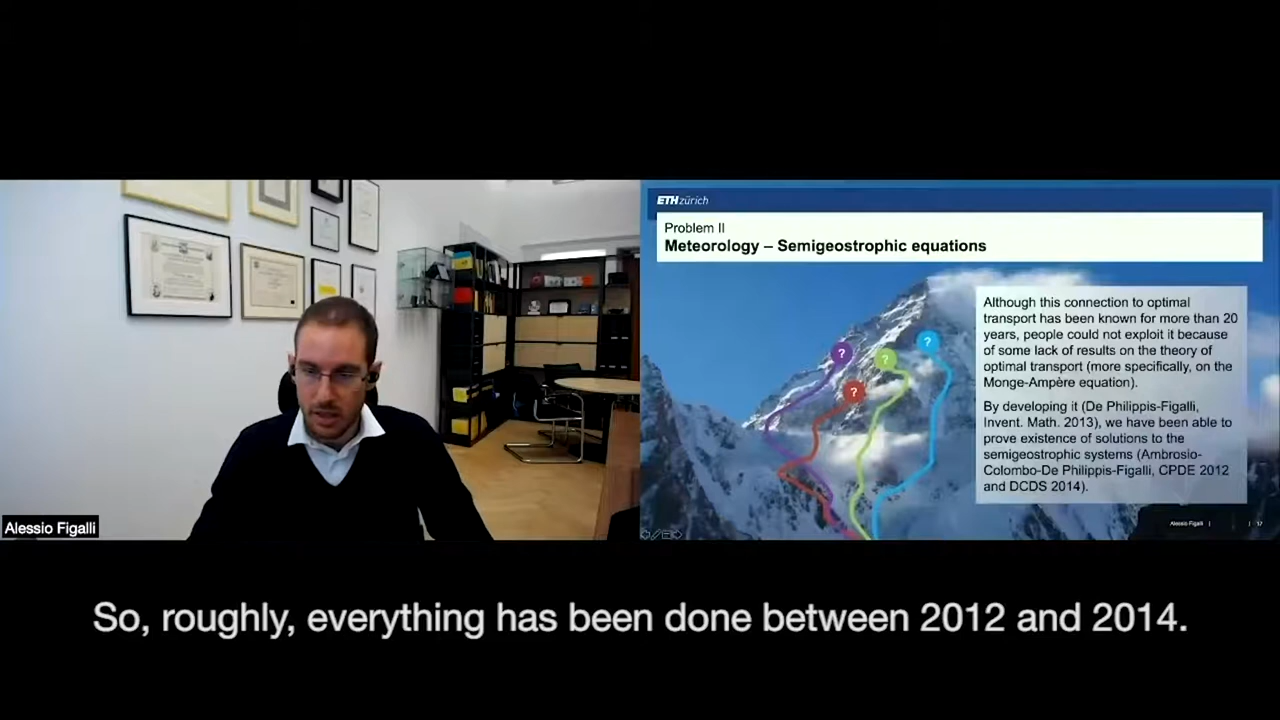 ETH zürich
Problem II
Meteorology – Semigeostrophic equations
Although this connection to optimal
transport has been known for more than 20
years, people could not exploit it because
of some lack of results on the theory of
optimal transport (more specifically, on the
Monge-Ampère equation).
By developing it (De Philippis-Figalli,
Invent. Math. 2013), we have been able to
prove existence of solutions to the
semigeostrophic systems (Ambrosio-
Colombo-De Philippis-Figalli, CPDE 2012
and DCDS 2014).
?
?
?
?
Alessio Figalli | | 17
Alessio Figalli
So, roughly, everything has been done between 2012 and 2014.